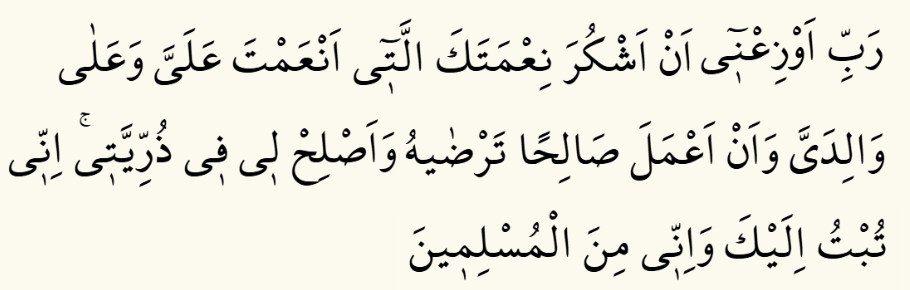 رَبِّ اَوْزِعْنٖٓى اَنْ اَشْكُرَ نِعْمَتَكَ الَّتٖٓى اَنْعَمْتَ عَلَىَّ وَعَلٰى
وَالِدَىَّ وَاَنْ اَعْمَلَ صَالِحًا تَرْضٰيهُ وَاَصْلِحْ لٖى فٖى ذُرِّيَّتٖىۚ اِنّٖى
تُبْتُ اِلَيْكَ وَاِنّٖى مِنَ الْمُسْلِمٖينَ